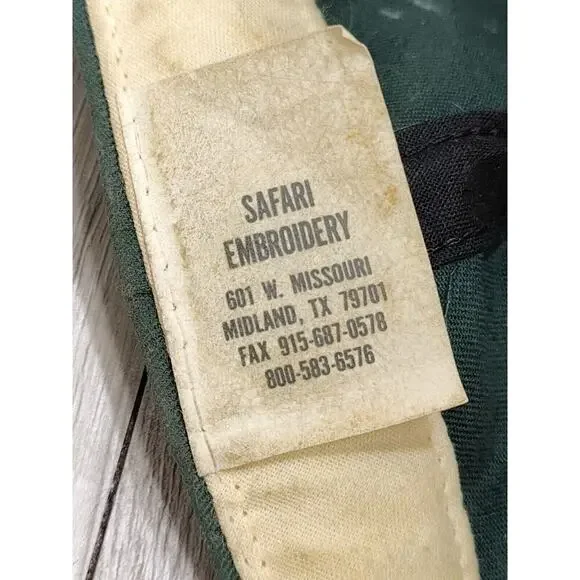 SAFARI
EMBROIDERY
601 W. MISSOURI
MIDLAND, TX 79701
FAX 915-687-0578
800-583-6576